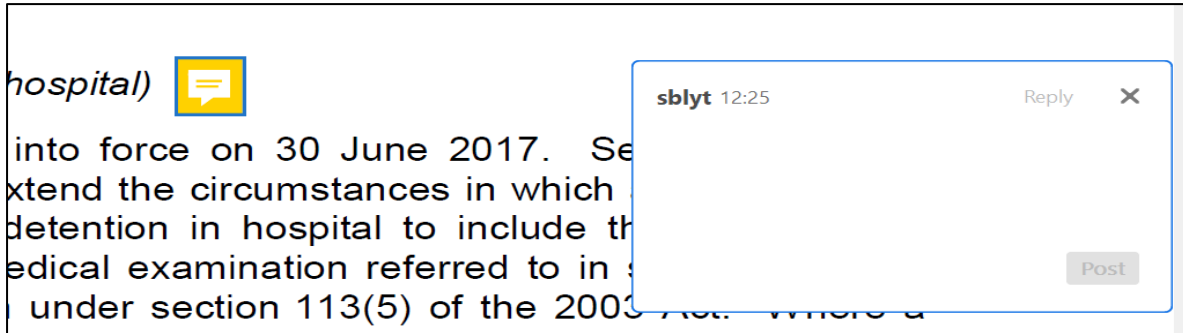 hospital)
sblyt 12:25 Reply
into force on 30 June 2017. Se
xtend the circumstances in which
detention in hospital to include th
edical examination referred to in
Post
under section 113(5) of the 2003 Act. Where a